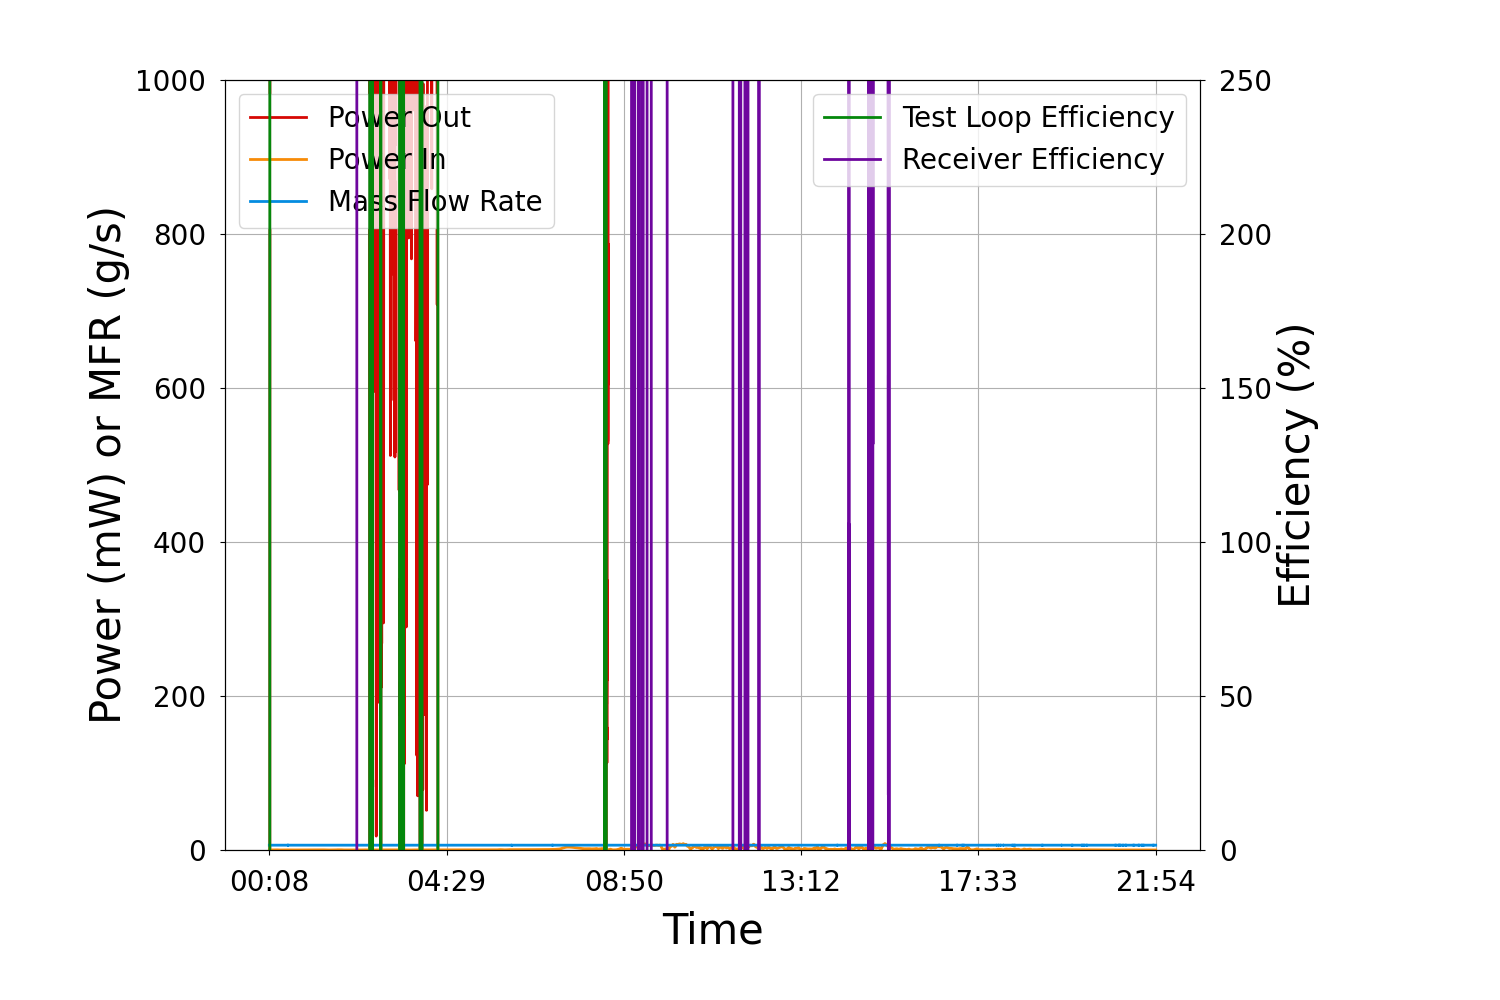 1000
800
600
400
200
0
Power (mW) or MFR (g/s)
Power Out
Power In
Mass Flow Rate
Test Loop Efficiency
Receiver Efficiency
250
200
150
100
50
0
Efficiency (%)
00:08 04:29 08:50 13:12 17:33 21:54
Time